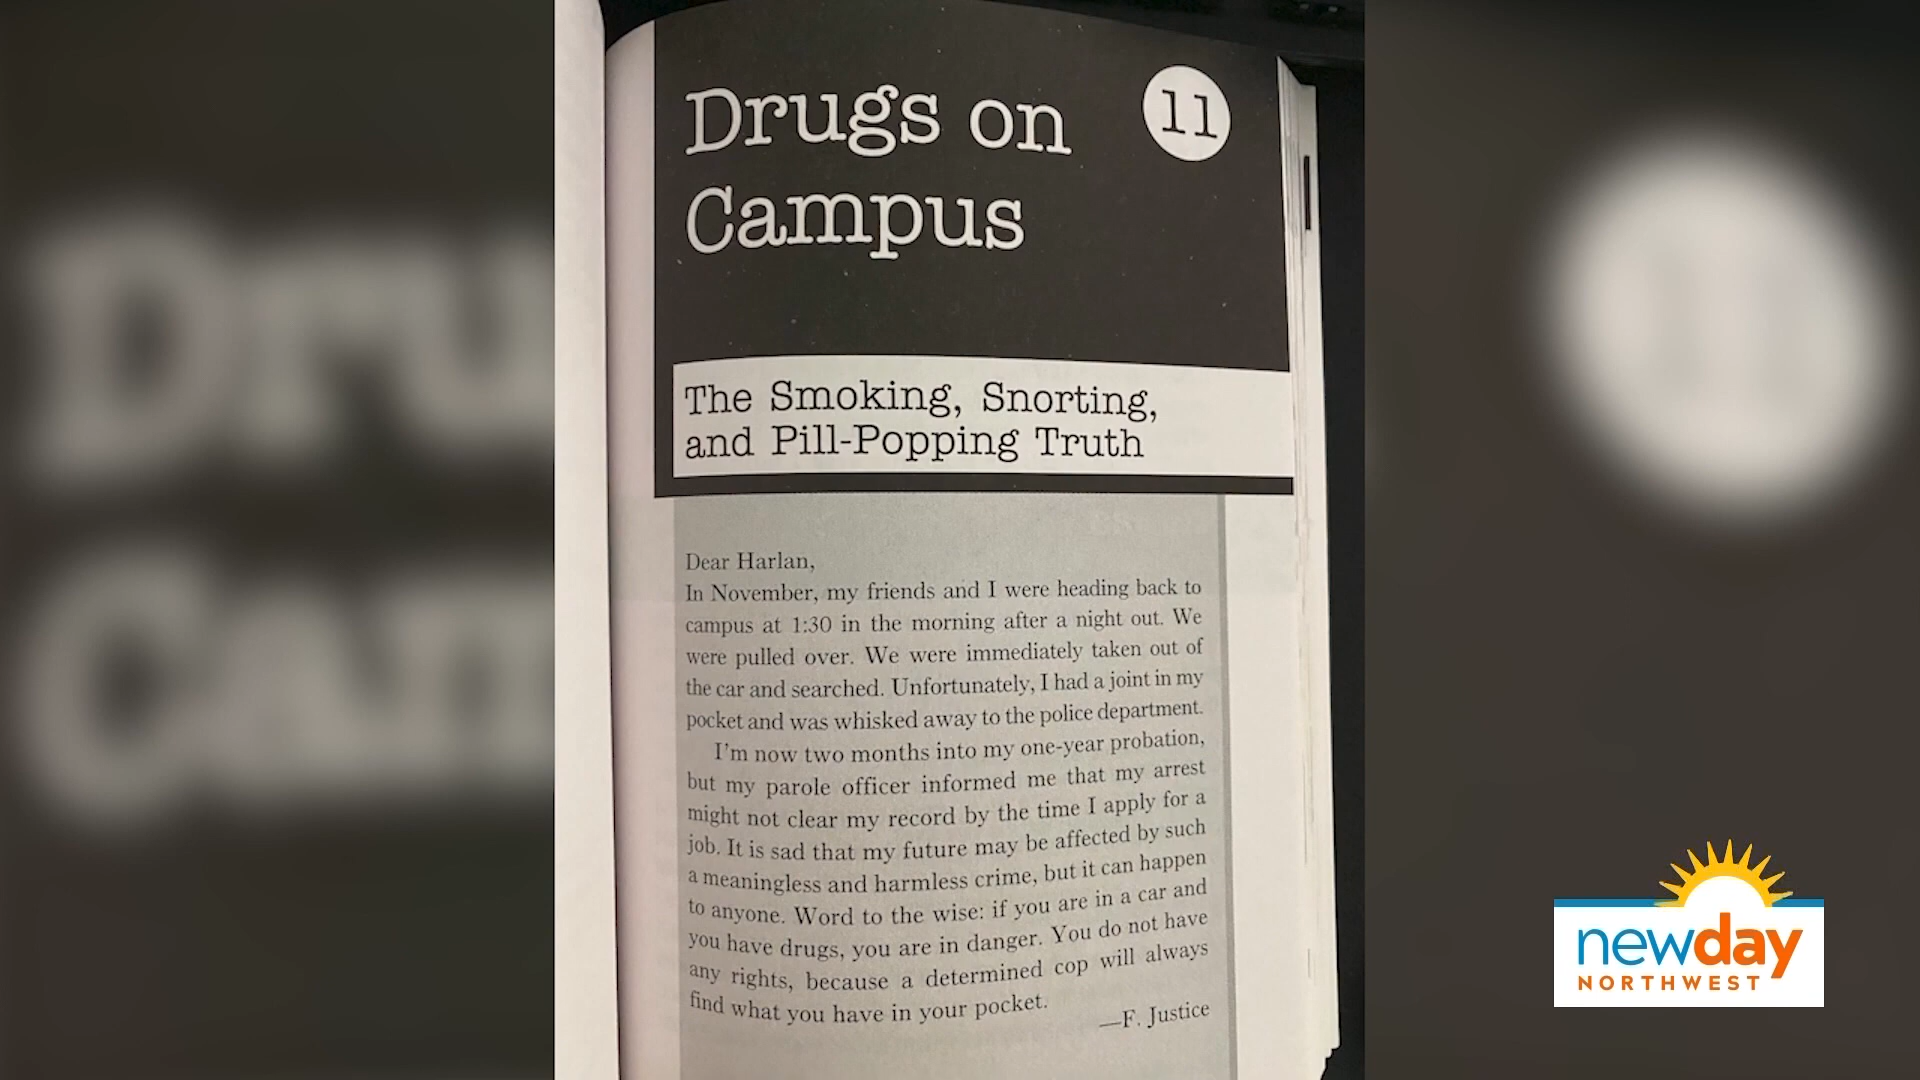 Drugs on
Campus
11
The Smoking, Snorting,
and Pill-Popping Truth
Dear Harlan,
In November, my friends and I were heading back to
campus at 1:30 in the morning after a night out. We
were pulled over. We were immediately taken out of
the car and searched. Unfortunately, I had a joint in my
pocket and was whisked away to the police department.
I'm now two months into my one-year probation,
but my parole officer informed me that my arrest
might not clear my record by the time I apply for a
job. It is sad that my future may be affected by such
a meaningless and harmless crime, but it can happen
to anyone. Word to the wise: if you are in a car and
you have drugs, you are in danger. You do not have
any rights, because a determined cop will always
find what you have in your pocket.
—F. Justice
newday
NORTHWEST